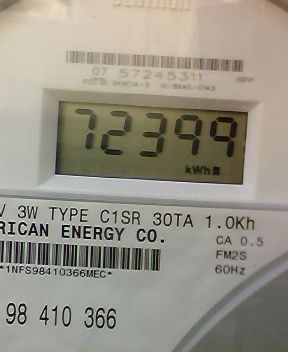 07 57245311
72399
kWh
V 3W TYPE C1SR 30TA 1.0Kh
RICAN ENERGY CO.
CA 0.5
FM2S
*1NFS98410366MEC*
60Hz
98 410 366